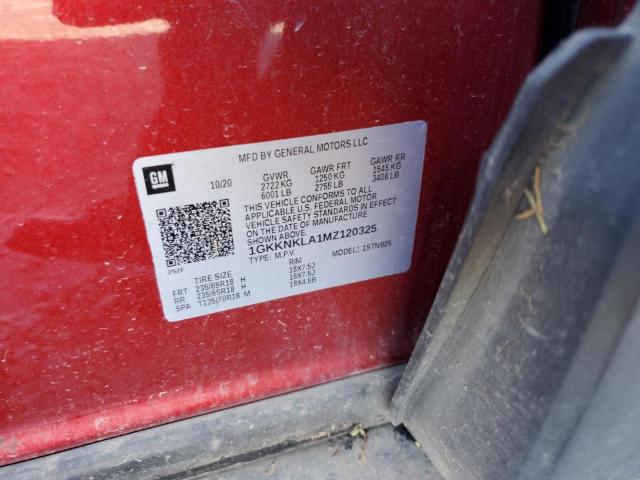 MFD BY GENERAL MOTORS LLC
GM
10/20 GVWR GAWR FRT GAWR RR
2722 KG 1250 KG 1545 KG
6001 LB 2755 LB 3406 LB
THIS VEHICLE CONFORMS TO ALL
APPLICABLE U.S. FEDERAL MOTOR
VEHICLE SAFETY STANDARDS IN EFFECT
ON THE DATE OF MANUFACTURE
SHOWN ABOVE.
1GKKNKLA1MZ120325
TYPE: M.P.V. MODEL: 1STNB26
252E
TIRE SIZE RIM
FRT 235/65R18 H 18X7.5J
RR 235/65R18 H 18X7.5J
SPA T135/70R18 M 18X4.5B